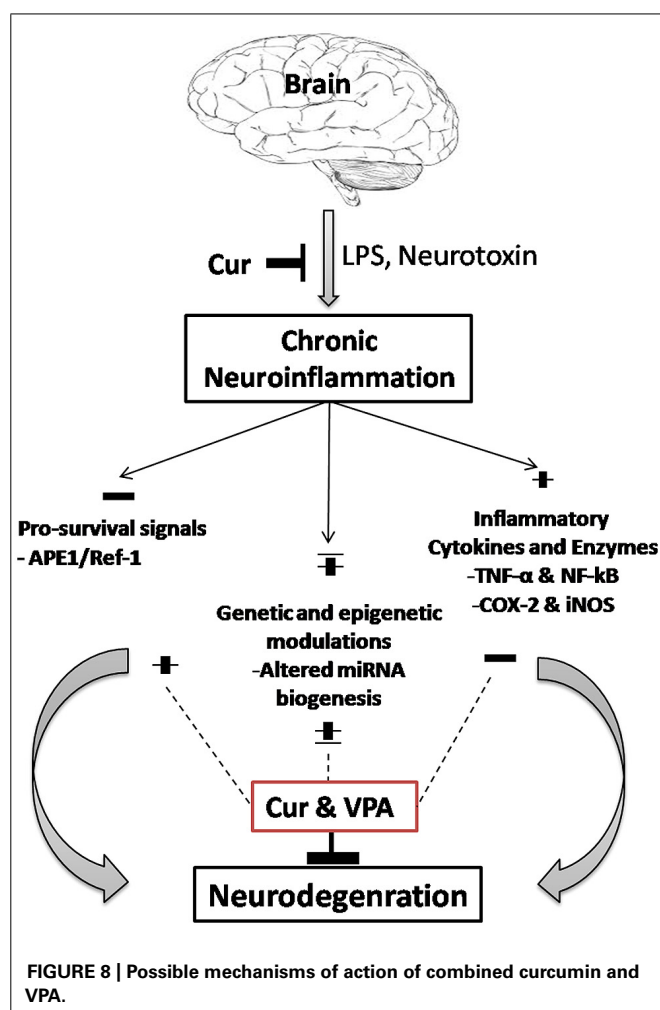 Brain
Cur
LPS, Neurotoxin
Chronic
Neuroinflammation
Pro-survival signals
- APE1/Ref-1
Genetic and epigenetic
modulations
-Altered miRNA
biogenesis
Inflammatory
Cytokines and Enzymes
-TNF-α & NF-kB
-COX-2 & iNOS
Cur & VPA
Neurodegenration
FIGURE 8 | Possible mechanisms of action of combined curcumin and
VPA.